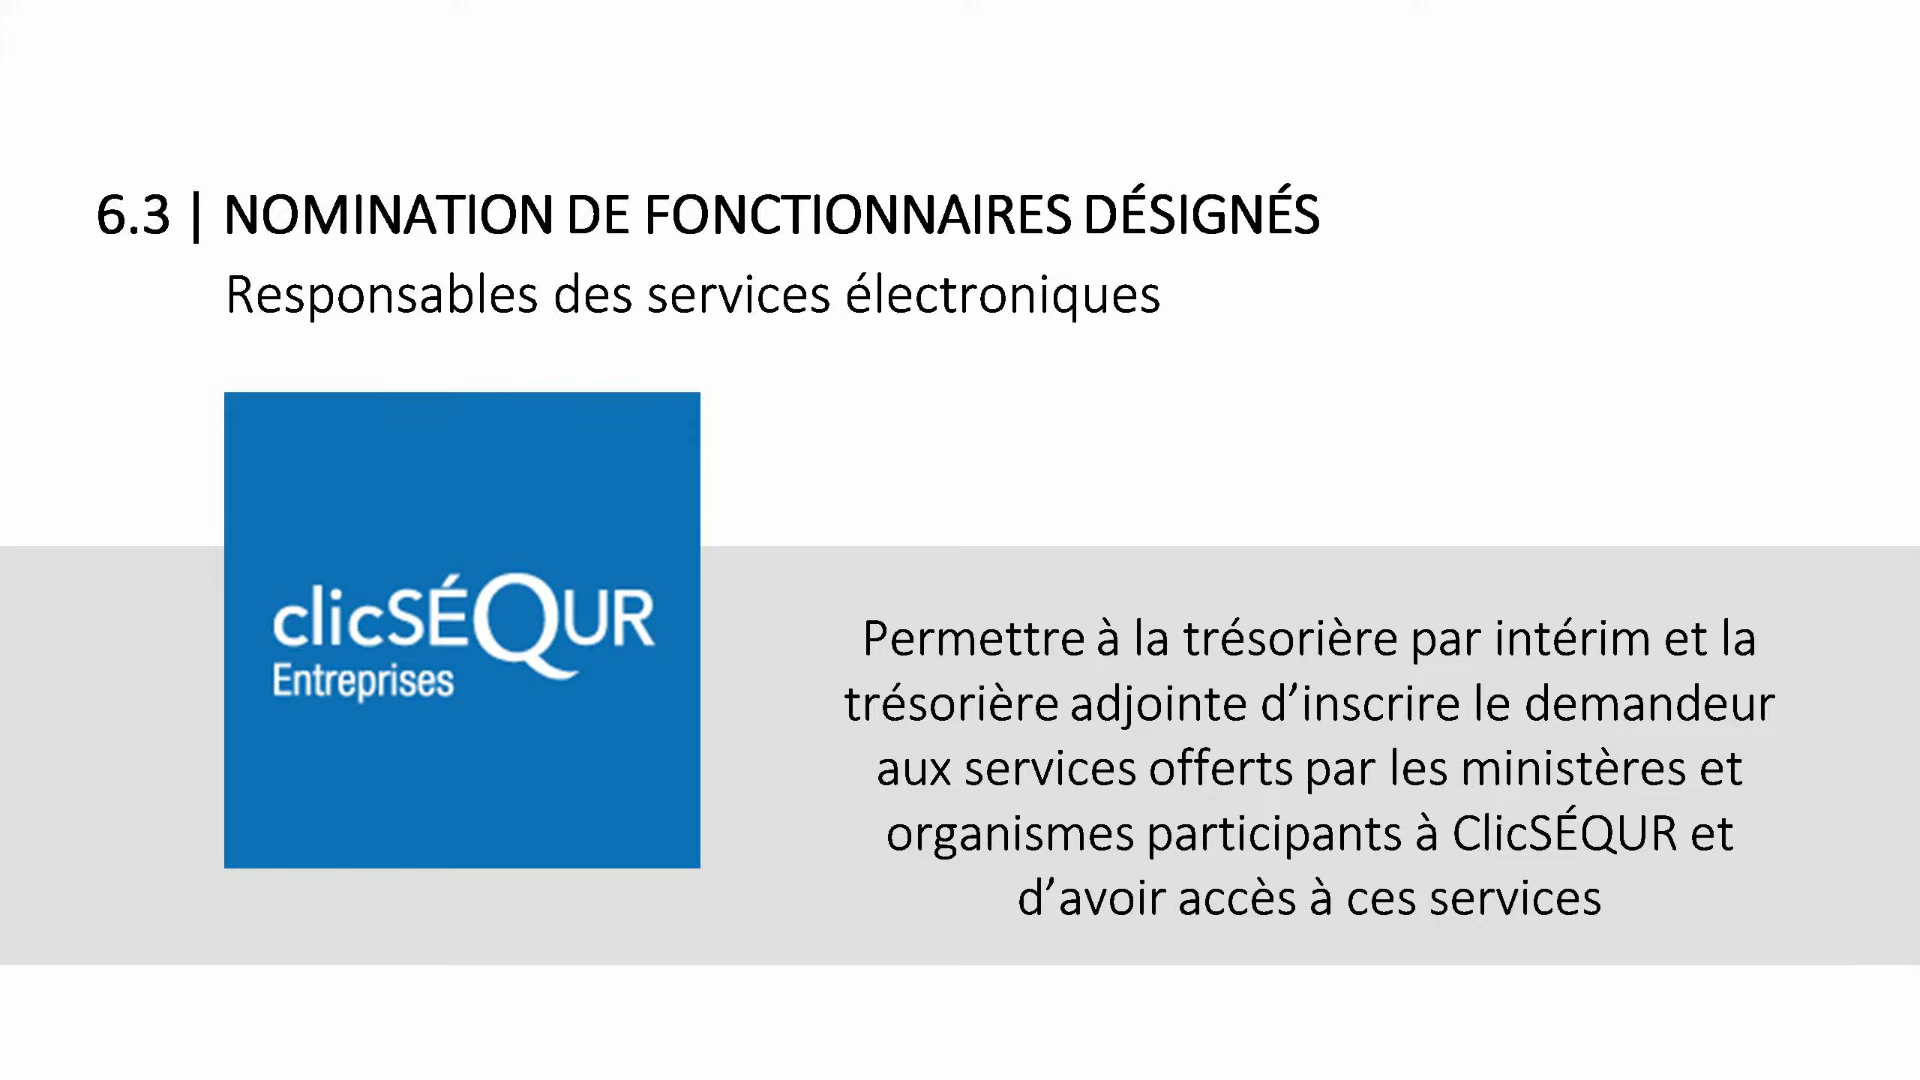 6.3 | NOMINATION DE FONCTIONNAIRES DÉSIGNÉS
Responsables des services électroniques
clicSÉQUR
Entreprises
Permettre à la trésorière par intérim et la
trésorière adjointe d’inscrire le demandeur
aux services offerts par les ministères et
organismes participants à ClicSÉQUR et
d’avoir accès à ces services